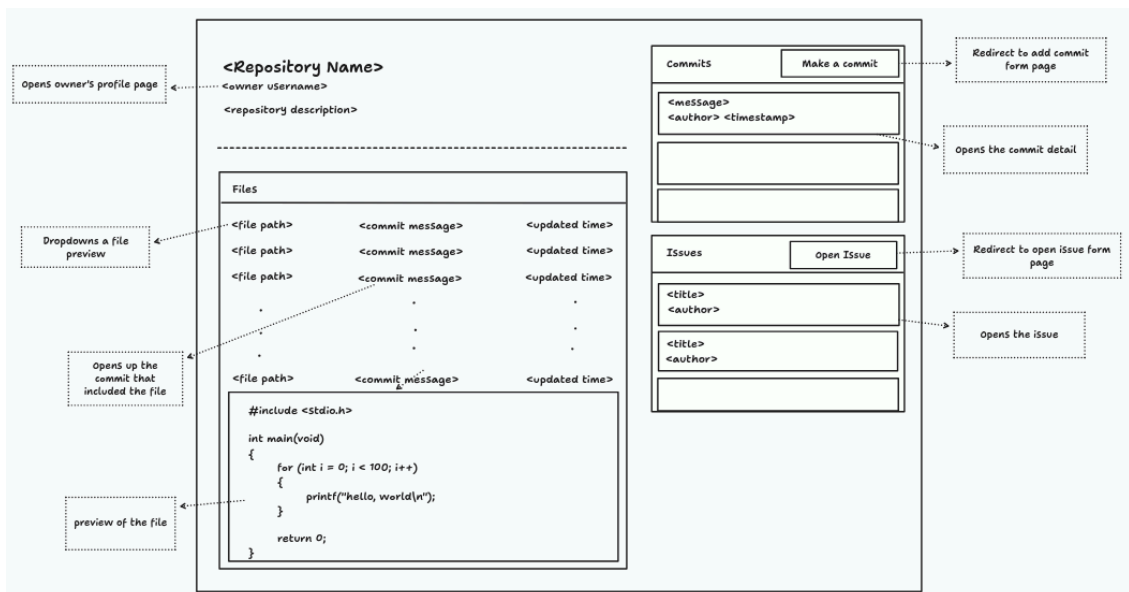 <Repository Name>
<owner username>
<repository description>
Opens owner's profile page
Files
<file path> <commit message> <updated time>
<file path> <commit message> <updated time>
<file path> <commit message> <updated time>
<file path> <commit message> <updated time>
Dropdowns a file
preview
Opens up the
commit that
included the file
#include <stdio.h>
int main(void)
{
for (int i = 0; i < 100; i++)
{
printf("hello, world\n");
}
return 0;
}
preview of the file
Commits
Make a commit
Redirect to add commit
form page
<message>
<author> <timestamp>
Opens the commit detail
Issues
Open Issue
Redirect to open issue form
page
<title>
<author>
<title>
<author>
Opens the issue